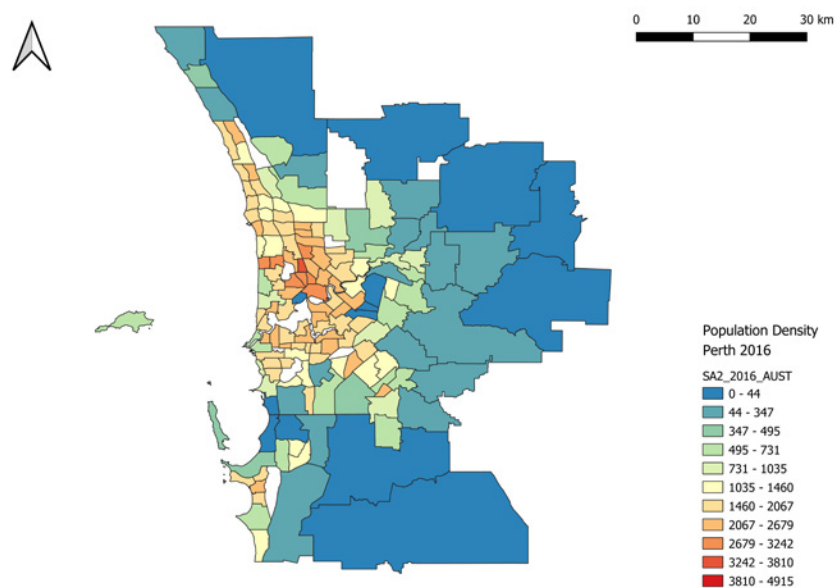 0 10 20 30 km
Population Density
Perth 2016
SA2_2016_AUST
0 - 44
44 - 347
347 - 495
495 - 731
731 - 1035
1035 - 1460
1460 - 2067
2067 - 2679
2679 - 3242
3242 - 3810
3810 - 4915